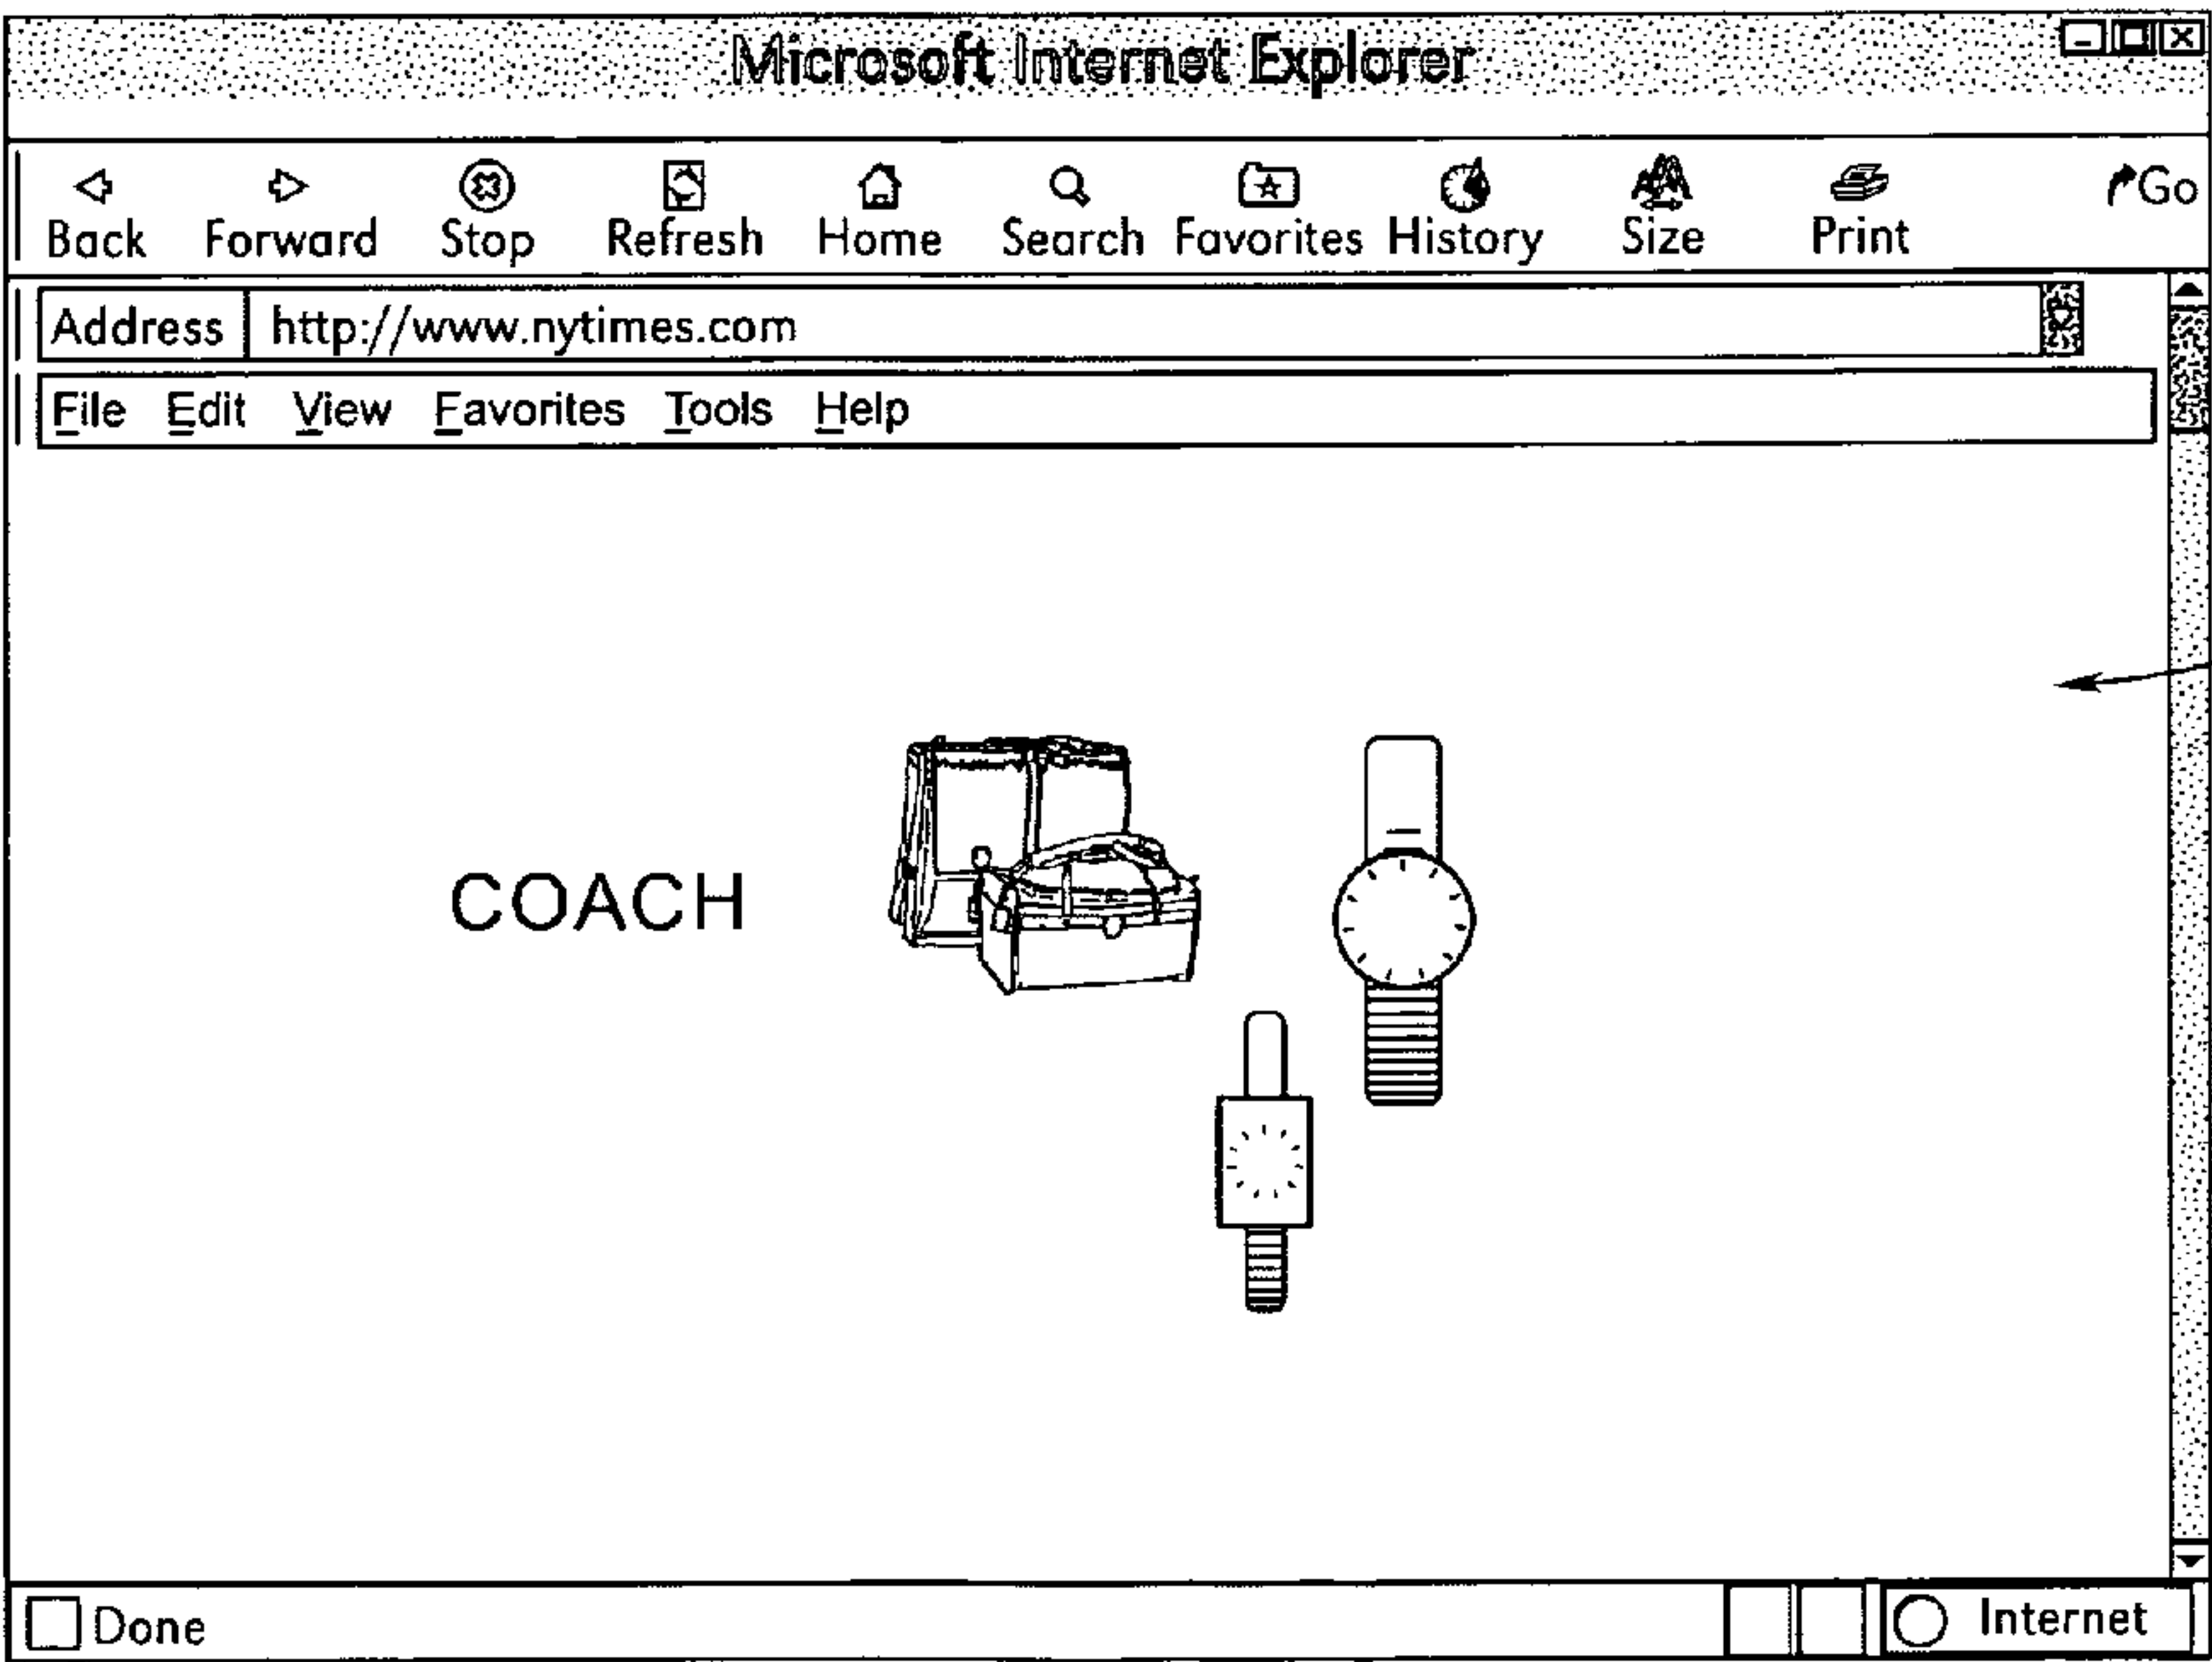 Microsoft Internet Explorer
Back Forward Stop Refresh Home Search Favorites History Size Print Go
Address http://www.nytimes.com
File Edit View Favorites Tools Help
COACH
Done Internet